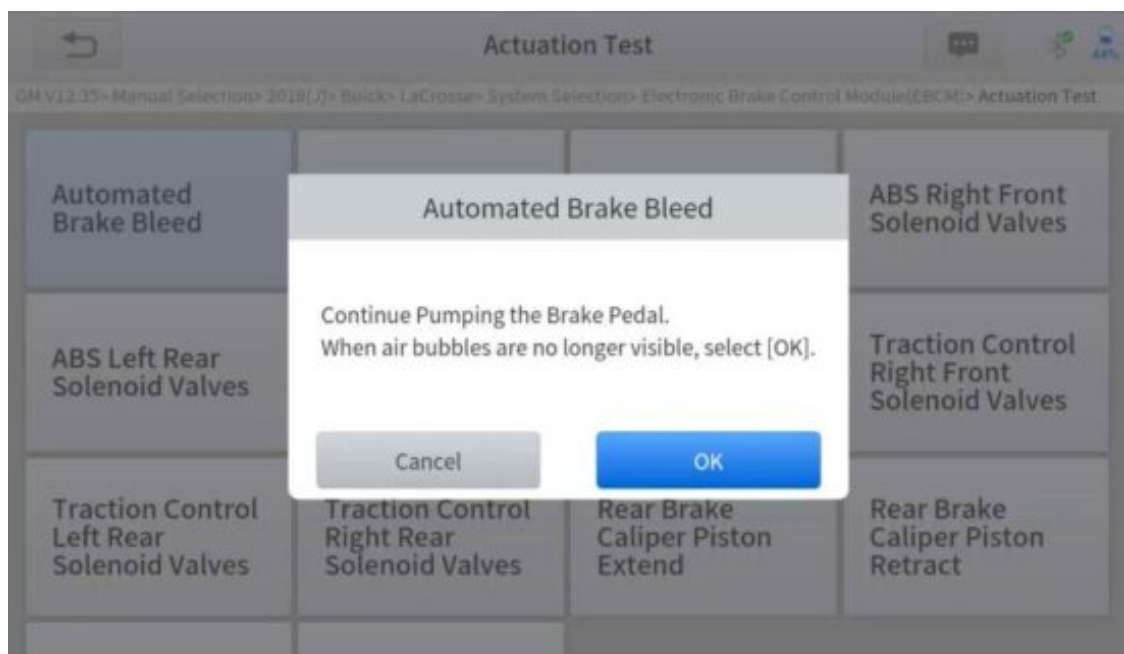 Actuation Test
44%
GM V12.35> Manual Selection> 2018(J)> Buick> LaCrosse> System Selection> Electronic Brake Control Module(EBCM)> Actuation Test
Automated
Brake Bleed
ABS Right Front
Solenoid Valves
Automated Brake Bleed
Continue Pumping the Brake Pedal.
When air bubbles are no longer visible, select [OK].
Cancel
OK
ABS Left Rear
Solenoid Valves
Traction Control
Right Front
Solenoid Valves
Traction Control
Left Rear
Solenoid Valves
Traction Control
Right Rear
Solenoid Valves
Rear Brake
Caliper Piston
Extend
Rear Brake
Caliper Piston
Retract